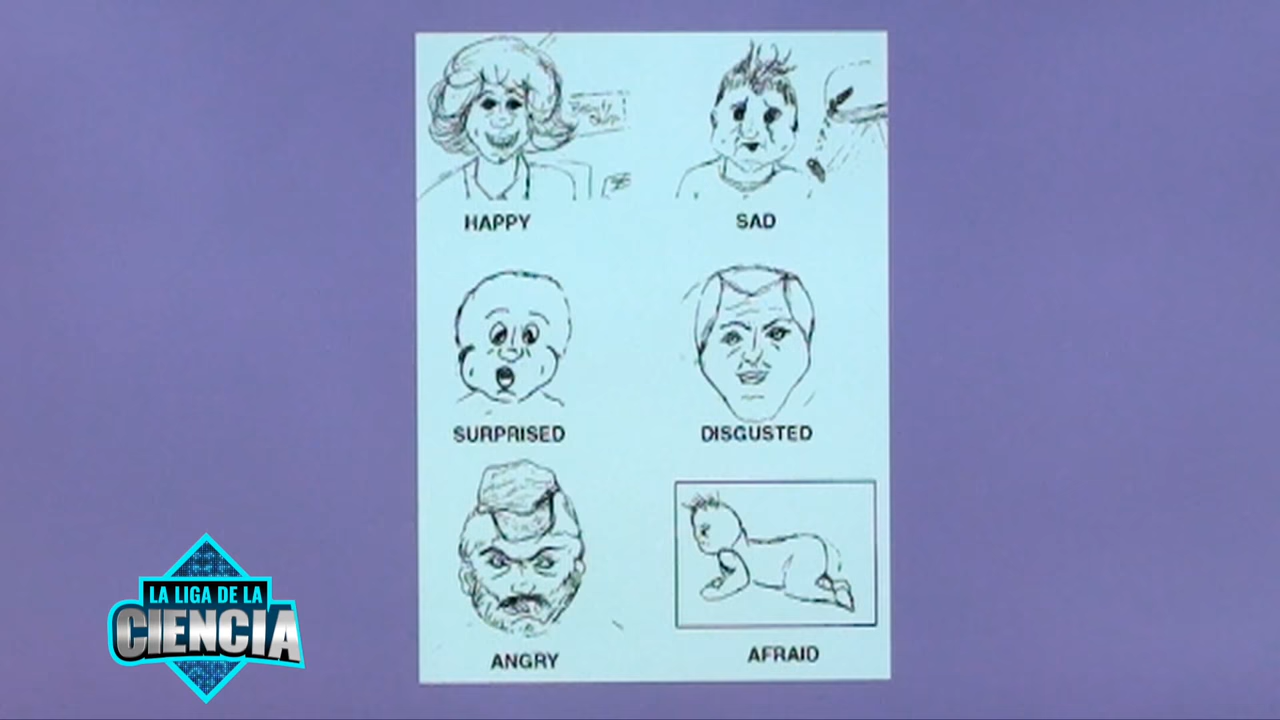 HAPPY
SAD
SURPRISED
DISGUSTED
ANGRY
AFRAID
LA LIGA DE LA
CIENCIA